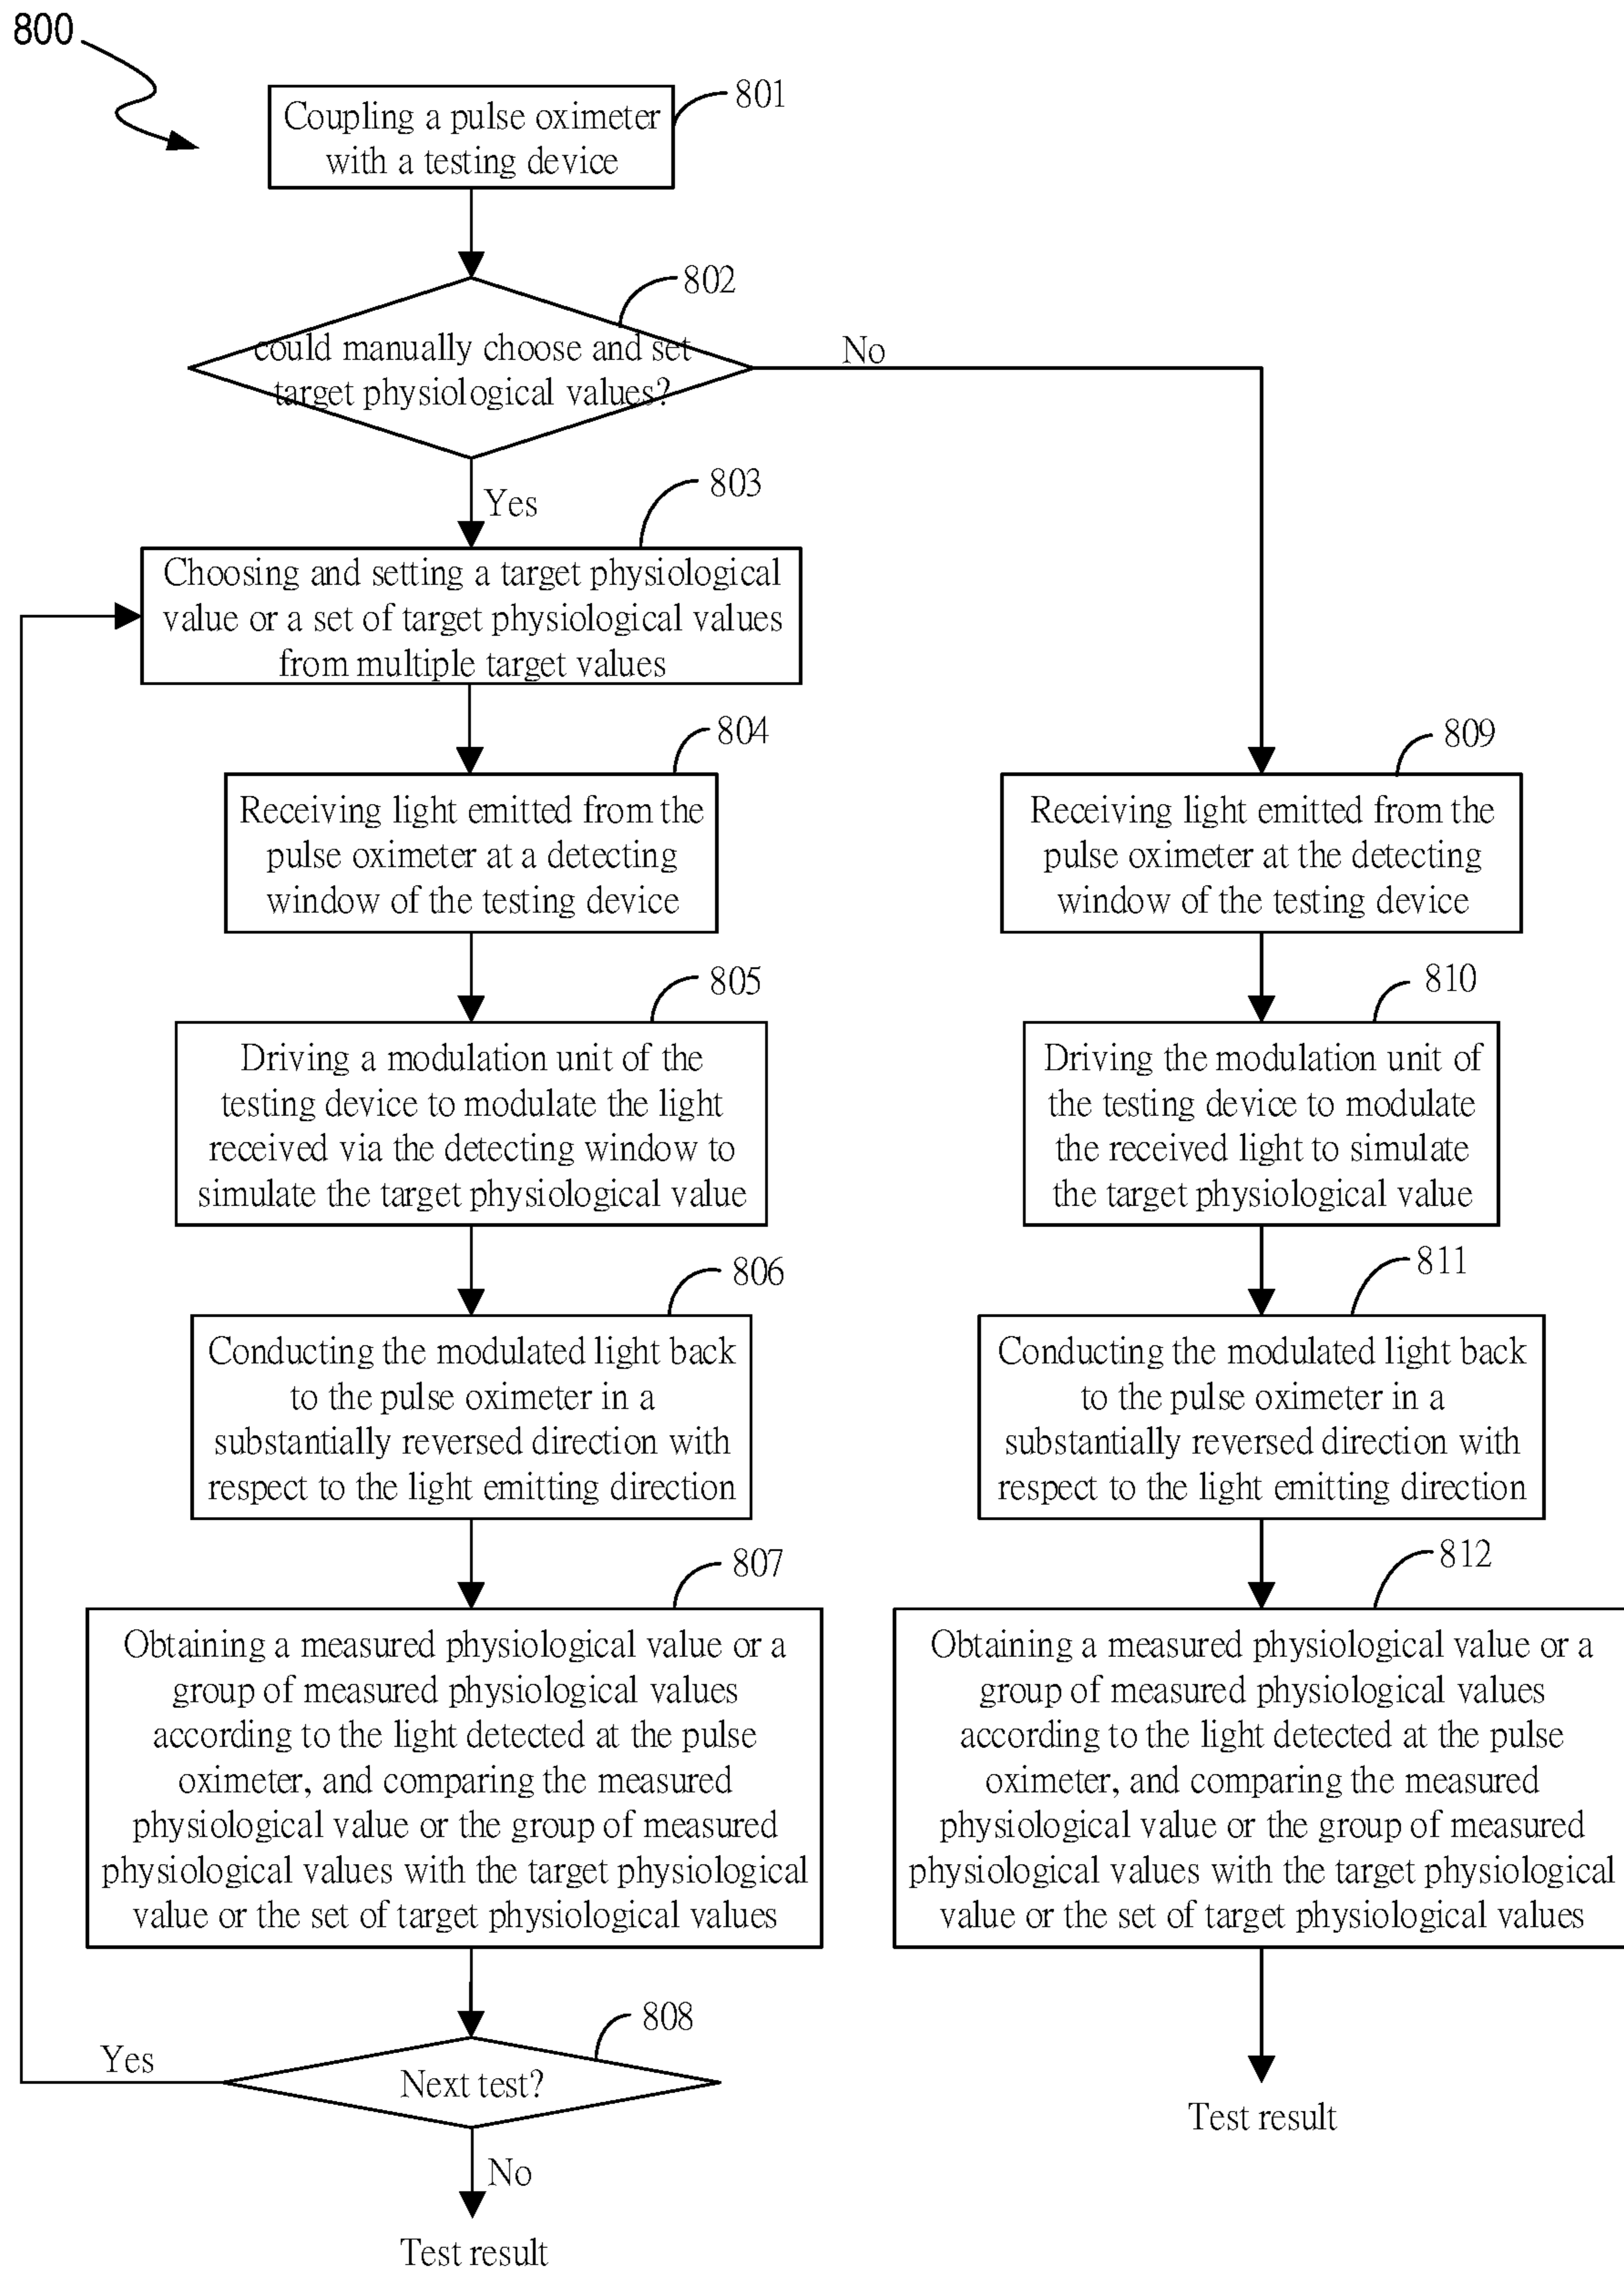 800
801
Coupling a pulse oximeter
with a testing device
802
could manually choose and set
target physiological values?
No
Yes
803
Choosing and setting a target physiological
value or a set of target physiological values
from multiple target values
804
Receiving light emitted from the
pulse oximeter at a detecting
window of the testing device
805
Driving a modulation unit of the
testing device to modulate the light
received via the detecting window to
simulate the target physiological value
806
Conducting the modulated light back
to the pulse oximeter in a
substantially reversed direction with
respect to the light emitting direction
807
Obtaining a measured physiological value or a
group of measured physiological values
according to the light detected at the pulse
oximeter, and comparing the measured
physiological value or the group of measured
physiological values with the target physiological
value or the set of target physiological values
808
Yes
Next test?
No
Test result
809
Receiving light emitted from the
pulse oximeter at the detecting
window of the testing device
810
Driving the modulation unit of
the testing device to modulate
the received light to simulate
the target physiological value
811
Conducting the modulated light back
to the pulse oximeter in a
substantially reversed direction with
respect to the light emitting direction
812
Obtaining a measured physiological value or a
group of measured physiological values
according to the light detected at the pulse
oximeter, and comparing the measured
physiological value or the group of measured
physiological values with the target physiological
value or the set of target physiological values
Test result